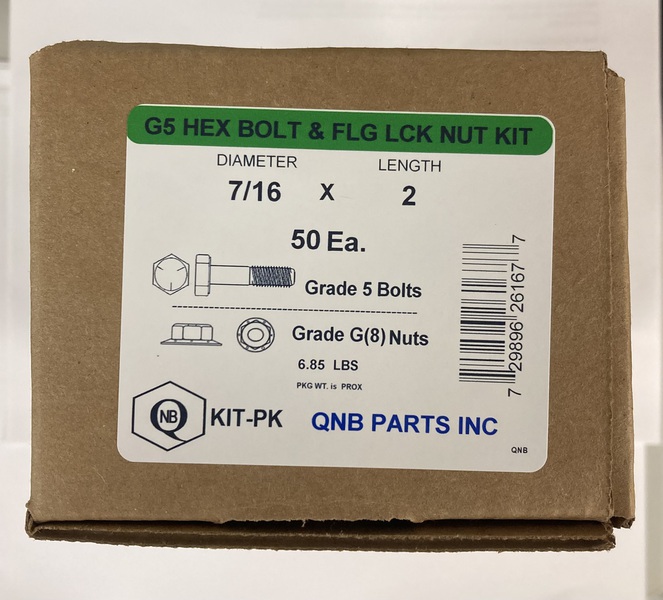 G5 HEX BOLT & FLG LCK NUT KIT
DIAMETER LENGTH
7/16 X 2
50 Ea.
Grade 5 Bolts
Grade G(8) Nuts
6.85 LBS
PKG WT. is PROX
QNB KIT-PK QNB PARTS INC
QNB
7 29896 26167 7